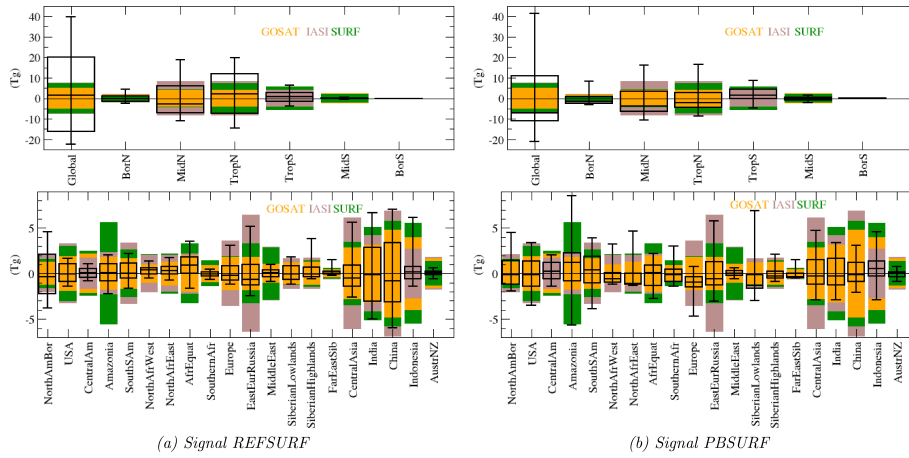 40
30
20
10
0
-10
-20
(Tg)
GOSAT IASI SURF
Global
BorN
MidN
TropN
TropS
MidS
BorS
5
0
-5
(Tg)
GOSAT IASI SURF
NorthAmBor
USA
CentralAm
Amazonia
SouthSAm
NorthAfrWest
NorthAfrEast
AfrEquat
SouthernAfr
Europe
EastEurRussia
MiddleEast
SiberianLowlands
SiberianHighlands
FarEastSib
CentralAsia
India
China
Indonesia
AustrNZ
(a) Signal REFSURF
40
30
20
10
0
-10
-20
(Tg)
GOSAT IASI SURF
Global
BorN
MidN
TropN
TropS
MidS
BorS
5
0
-5
(Tg)
GOSAT IASI SURF
NorthAmBor
USA
CentralAm
Amazonia
SouthSAm
NorthAfrWest
NorthAfrEast
AfrEquat
SouthernAfr
Europe
EastEurRussia
MiddleEast
SiberianLowlands
SiberianHighlands
FarEastSib
CentralAsia
India
China
Indonesia
AustrNZ
(b) Signal PBSURF